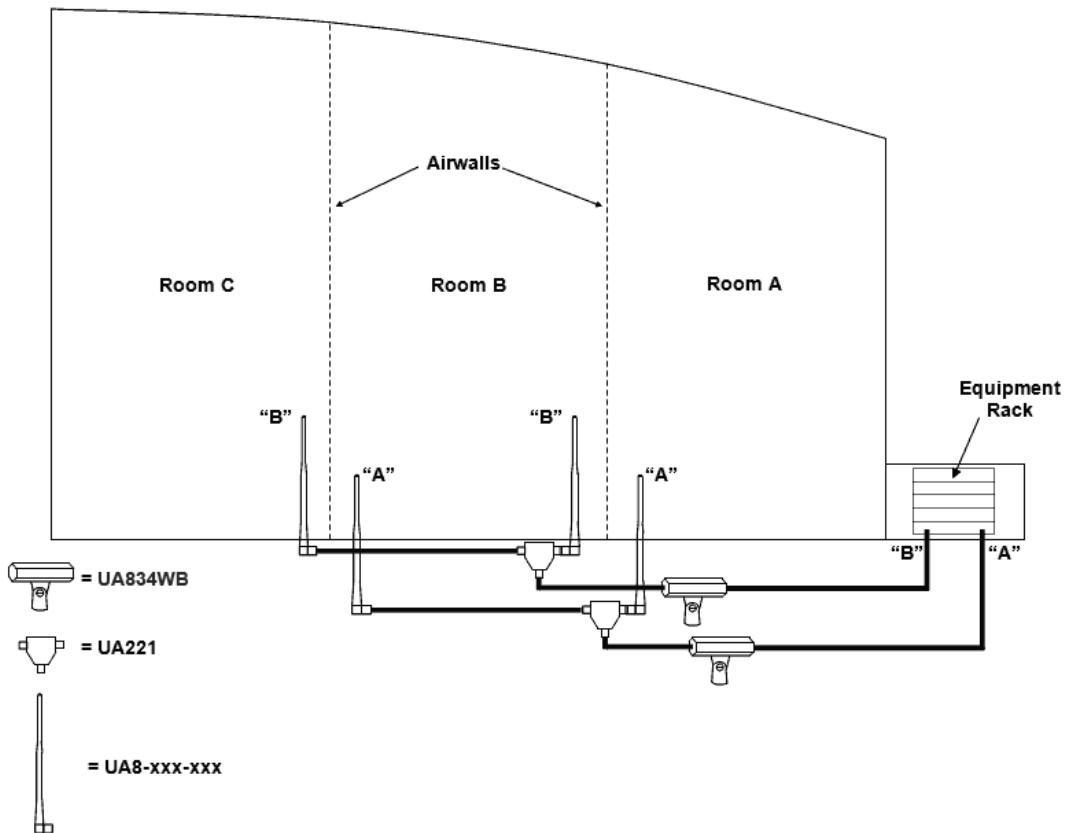 Airwalls
Room C
Room B
Room A
Equipment
Rack
“B”
“B”
“A”
“A”
“B”
“A”
= UA834WB
= UA221
= UA8-xxx-xxx